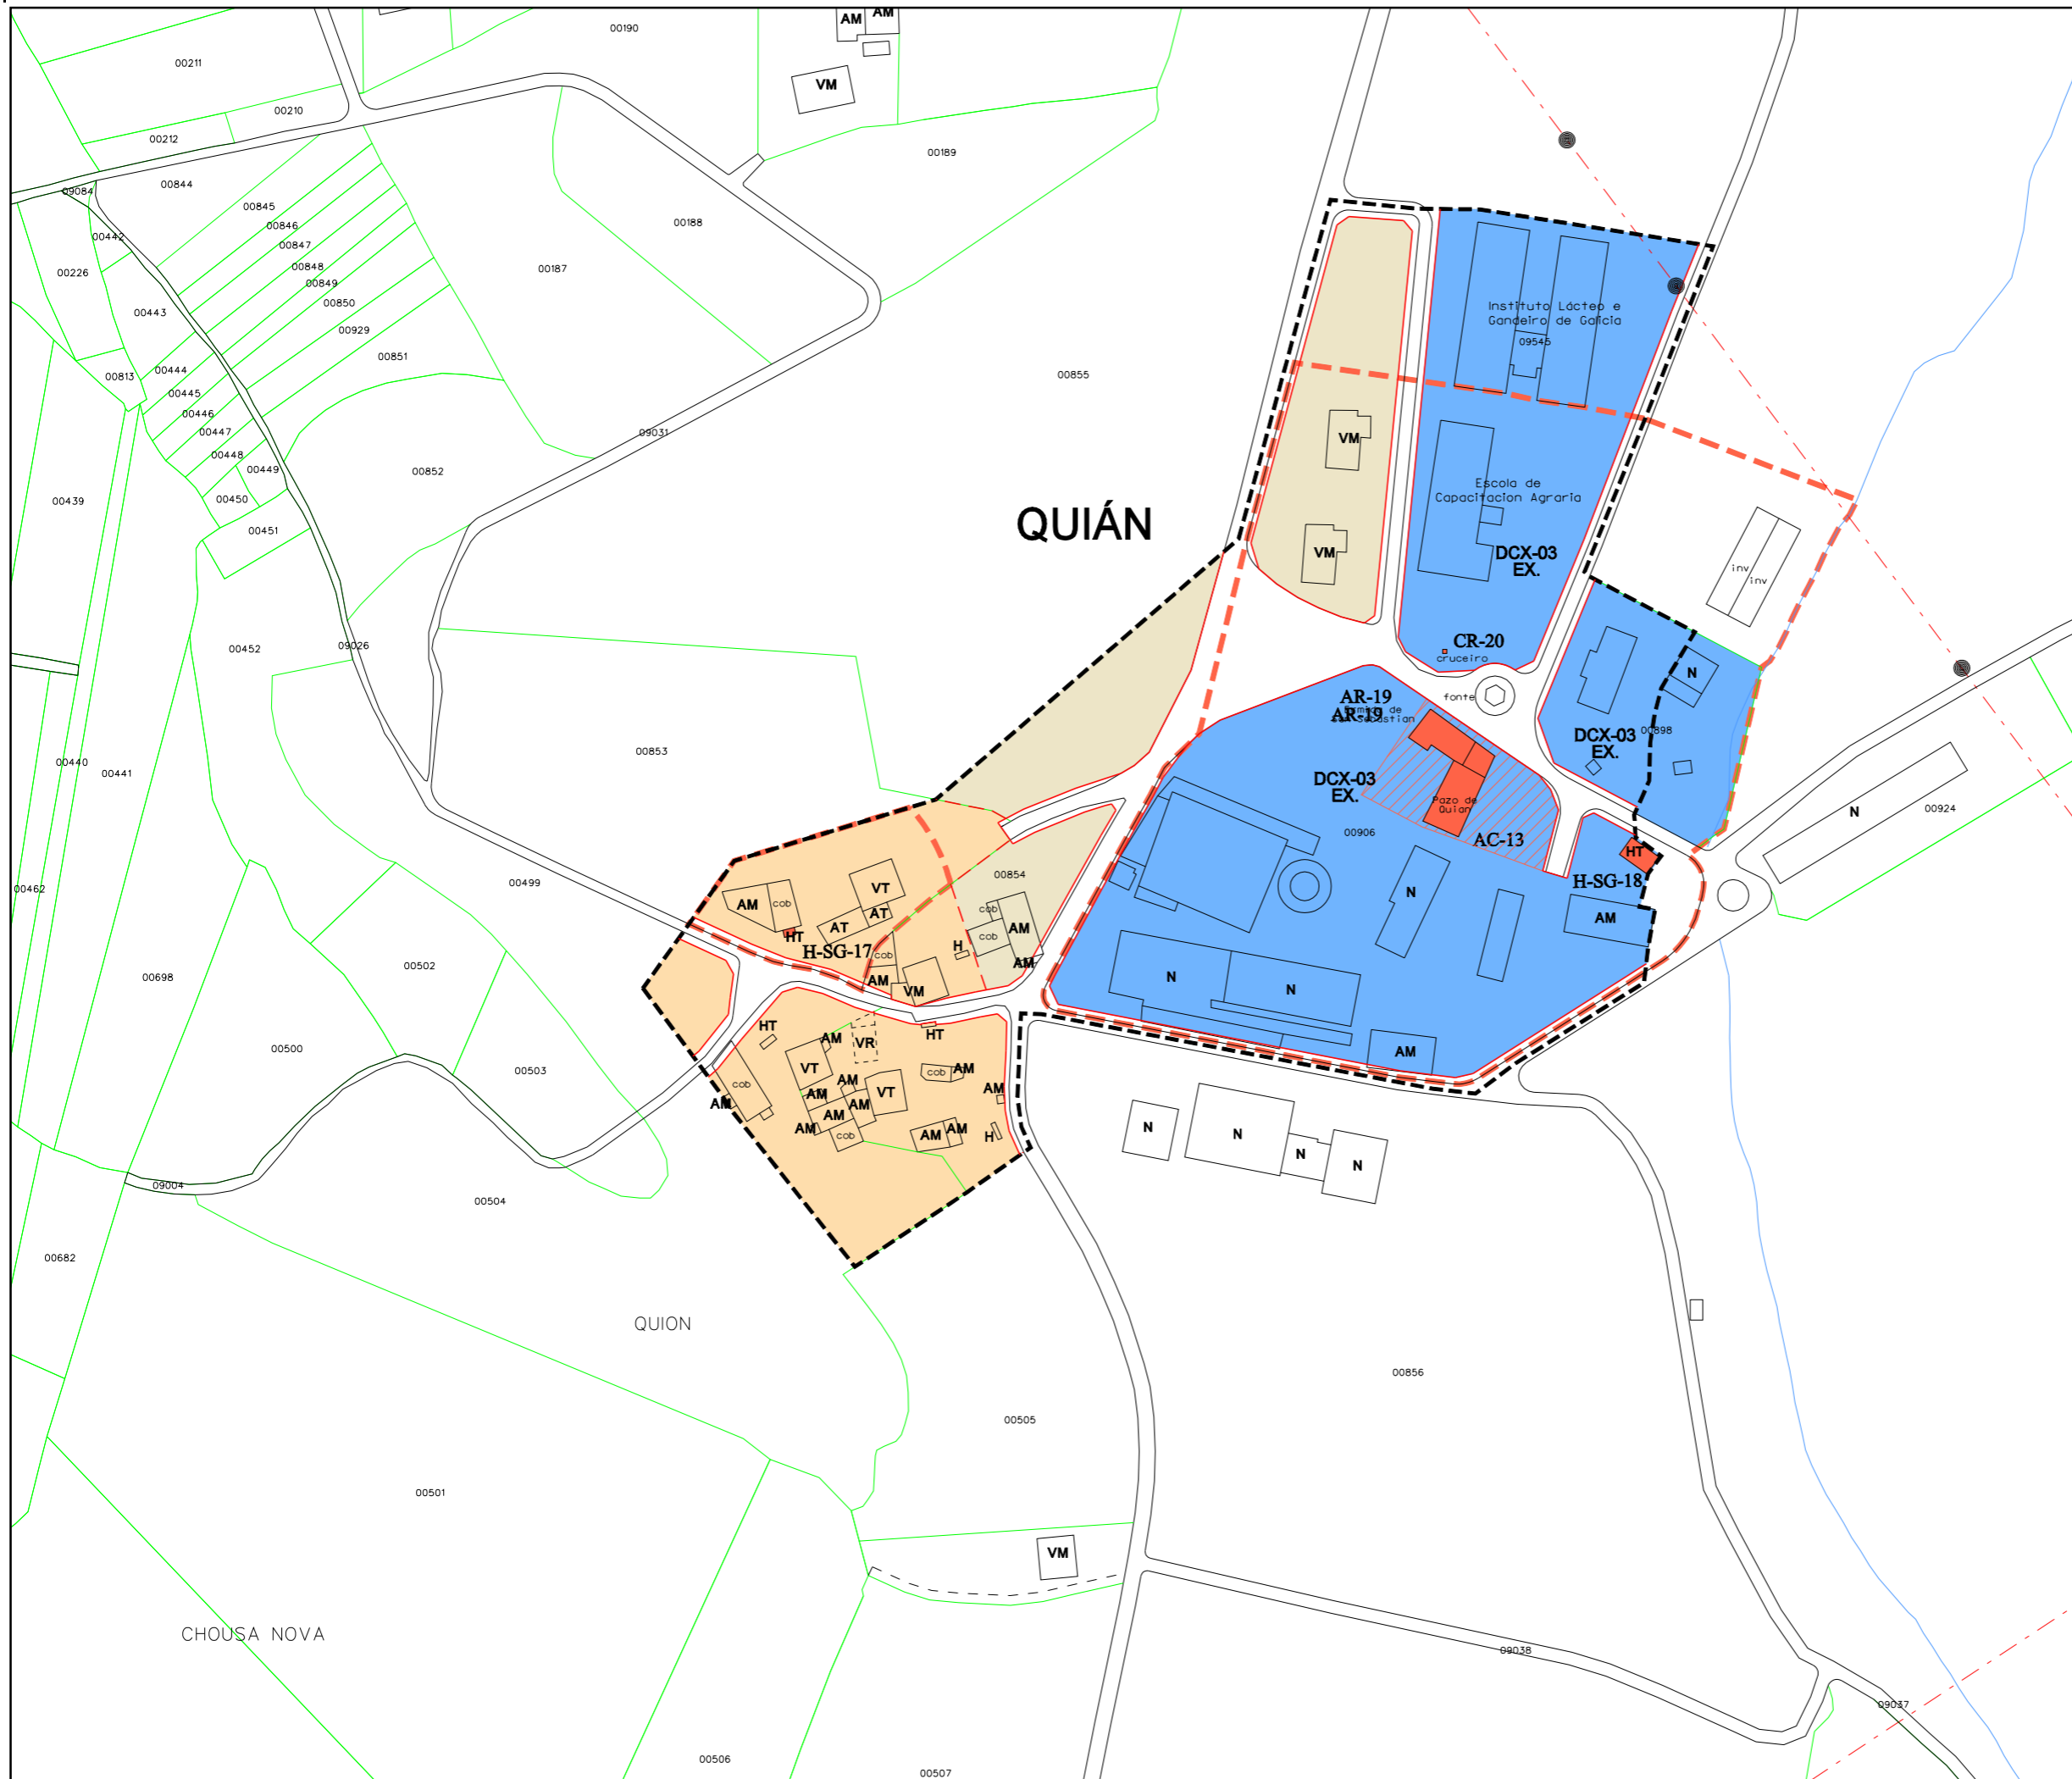 AM
AM
00190
00211
VM
00210
00212
00189
00844
09084
00845
00846
00188
00442
00847
00848
00226
00187
00849
00850
Instituto Lácteo e
Gandeiro de Galicia
00443
00929
09545
00851
00444
00813
00855
00445
00446
09031
VM
00447
00448
00449
00852
Escola de
Capacitacion Agraria
00439
00450
QUIÁN
00451
DCX-03
EX.
VM
inv
inv
CR-20
cruceiro
00452
09026
N
AR-19
AR-19
fonte
00898
DCX-03
EX.
00853
00440
00441
DCX-03
EX.
Pazo de
Quian
00924
N
00906
AC-13
HT
00854
00499
00462
VT
H-SG-18
AM
cob
N
cob
AT
AM
AT
AM
cob
HT
H
H-SG-17
cob
AM
00698
00502
AM
VM
N
N
HT
HT
AM
VR
00500
AM
VT
cob
AM
00503
cob
AM
VT
AM
AM
AM
AM
AM
N
N
AM
cob
AM
AM
H
N
N
09004
00504
00682
QUION
00856
00505
00501
VM
CHOUSA NOVA
09038
09037
00506
00507